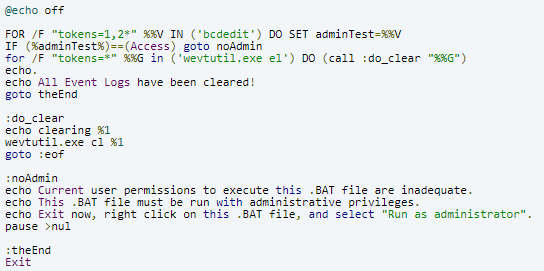 @echo off
FOR /F "tokens=1,2*" %%V IN ('bcdedit') DO SET adminTest=%%V
IF (%adminTest%)==(Access) goto noAdmin
for /F "tokens=*" %%G in ('wevtutil.exe el') DO (call :do_clear "%%G")
echo.
echo All Event Logs have been cleared!
goto theEnd
:do_clear
echo clearing %1
wevtutil.exe cl %1
goto :eof
:noAdmin
echo Current user permissions to execute this .BAT file are inadequate.
echo This .BAT file must be run with administrative privileges.
echo Exit now, right click on this .BAT file, and select "Run as administrator".
pause >nul
:theEnd
Exit